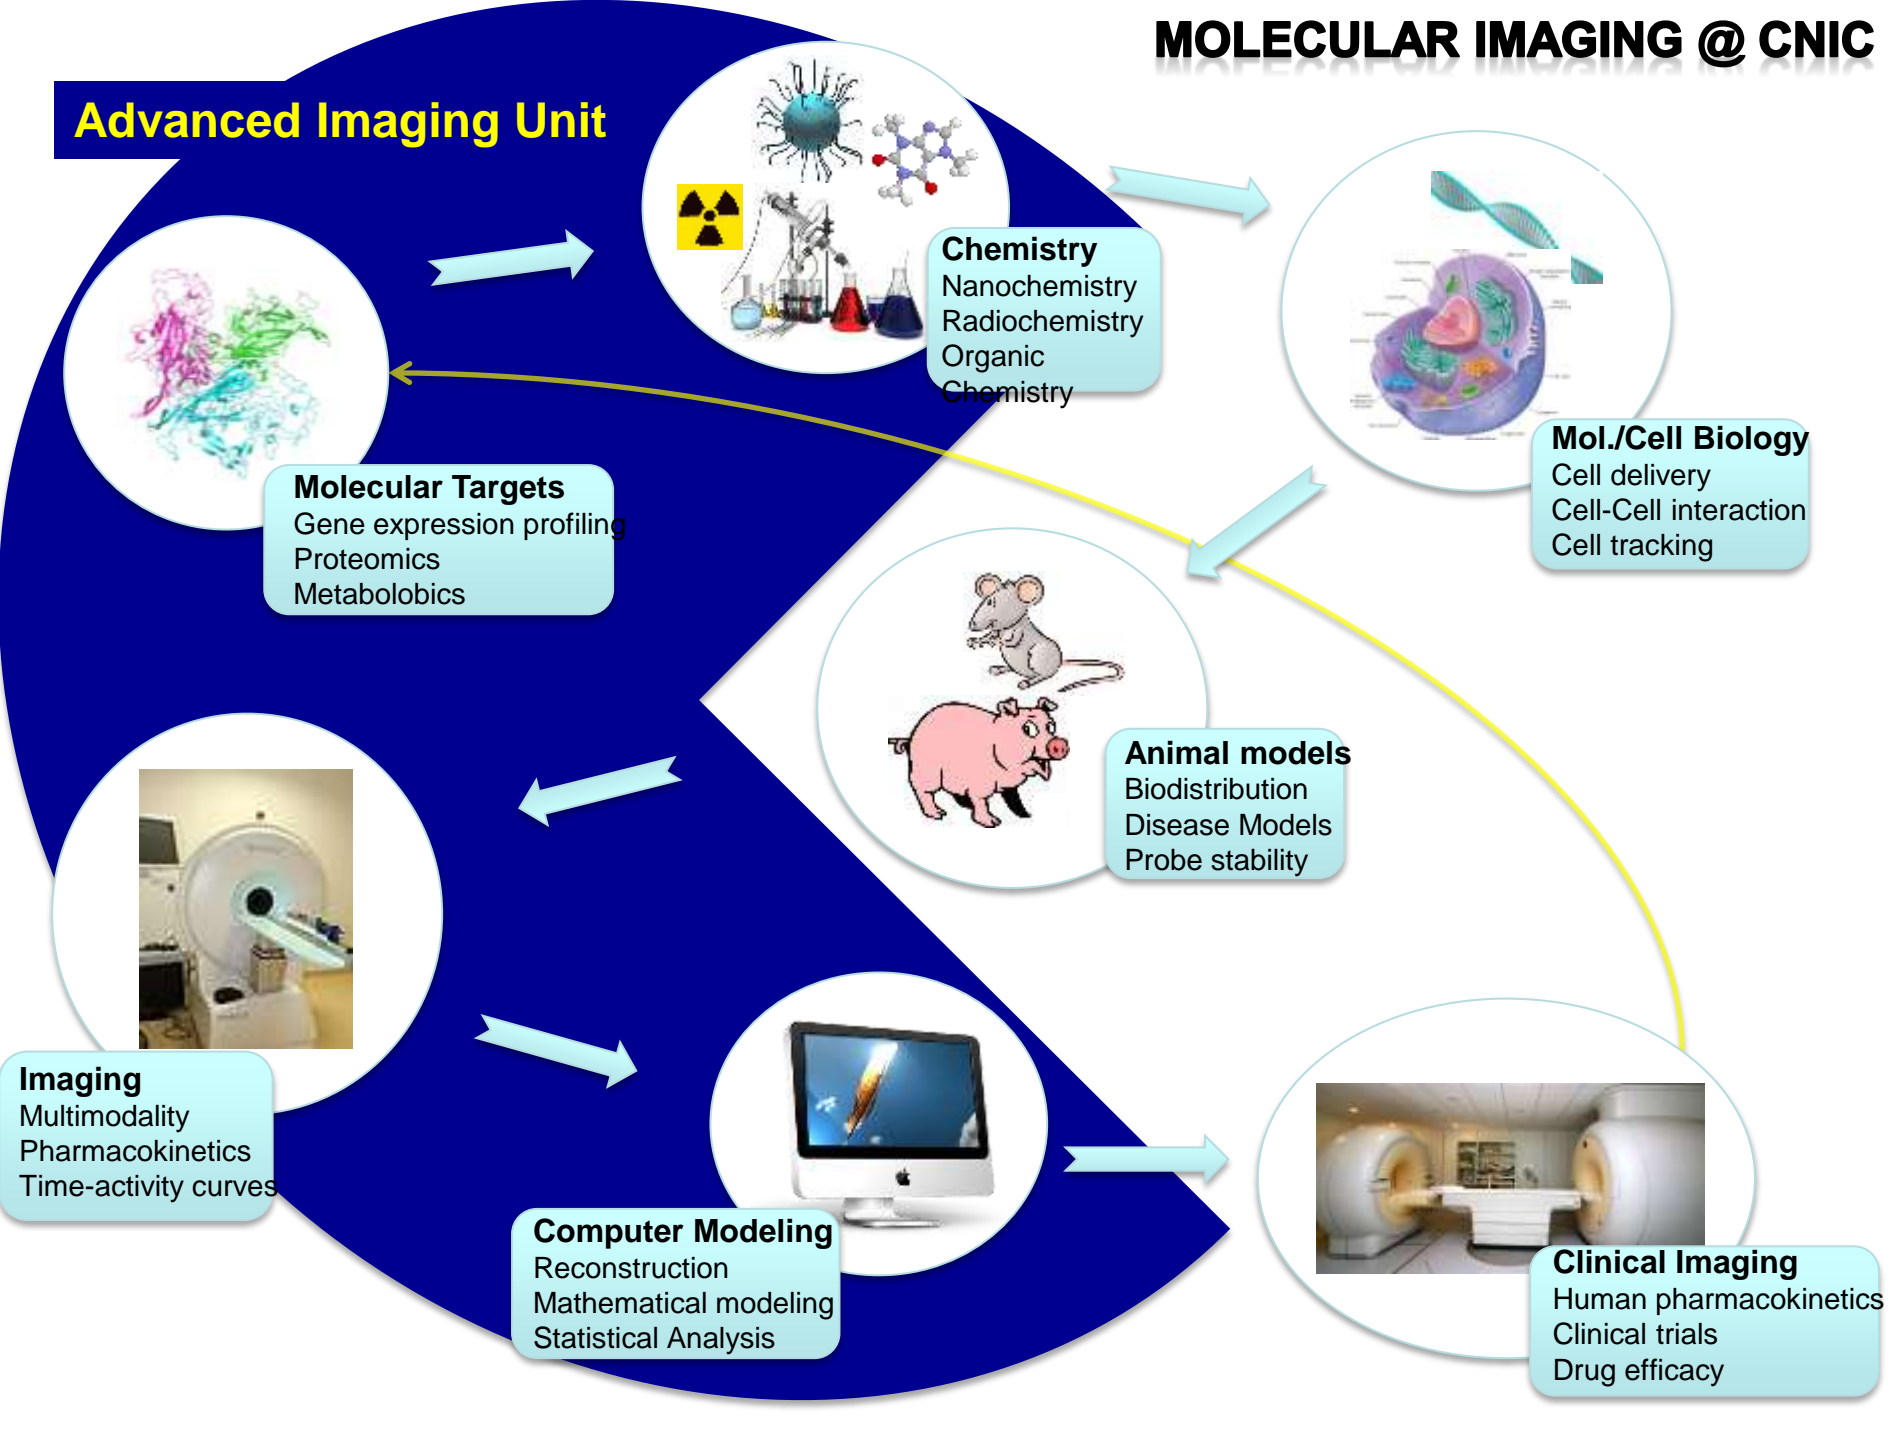 MOLECULAR IMAGING @ CNIC
Advanced Imaging Unit
Chemistry
Nanochemistry
Radiochemistry
Organic
Chemistry
Mol./Cell Biology
Cell delivery
Cell-Cell interaction
Cell tracking
Molecular Targets
Gene expression profiling
Proteomics
Metabolobics
Animal models
Biodistribution
Disease Models
Probe stability
Imaging
Multimodality
Pharmacokinetics
Time-activity curves
Computer Modeling
Reconstruction
Mathematical modeling
Statistical Analysis
Clinical Imaging
Human pharmacokinetics
Clinical trials
Drug efficacy